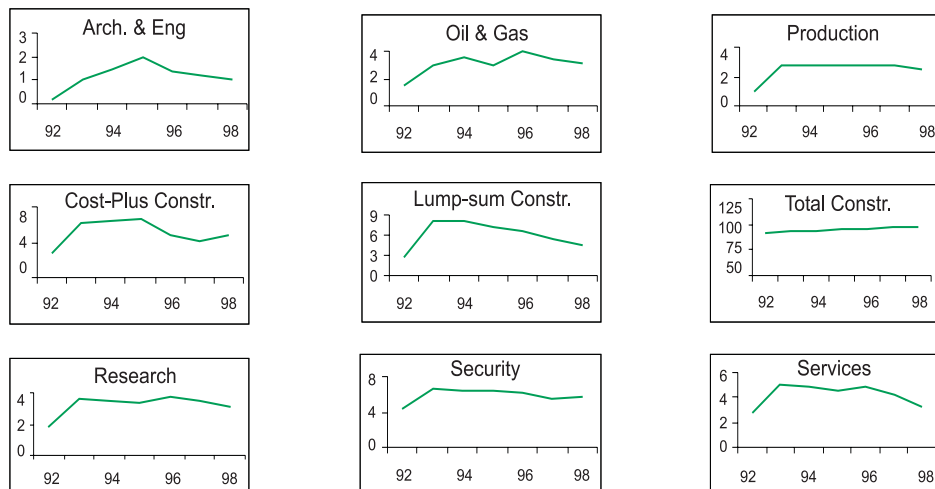 Arch. & Eng
3
2
1
0
92 94 96 98
Oil & Gas
4
2
0
92 94 96 98
Production
4
2
0
92 94 96 98
Cost-Plus Constr.
8
4
0
92 94 96 98
Lump-sum Constr.
9
6
3
0
92 94 96 98
Total Constr.
125
100
75
50
92 94 96 98
Research
4
2
0
92 94 96 98
Security
8
4
0
92 94 96 98
Services
6
4
2
0
92 94 96 98